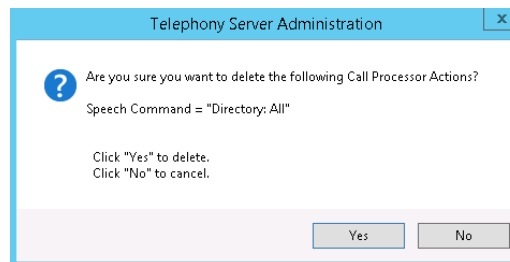 Telephony Server Administration
x
?
Are you sure you want to delete the following Call Processor Actions?
Speech Command = "Directory: All"
Click "Yes" to delete.
Click "No" to cancel.
Yes No